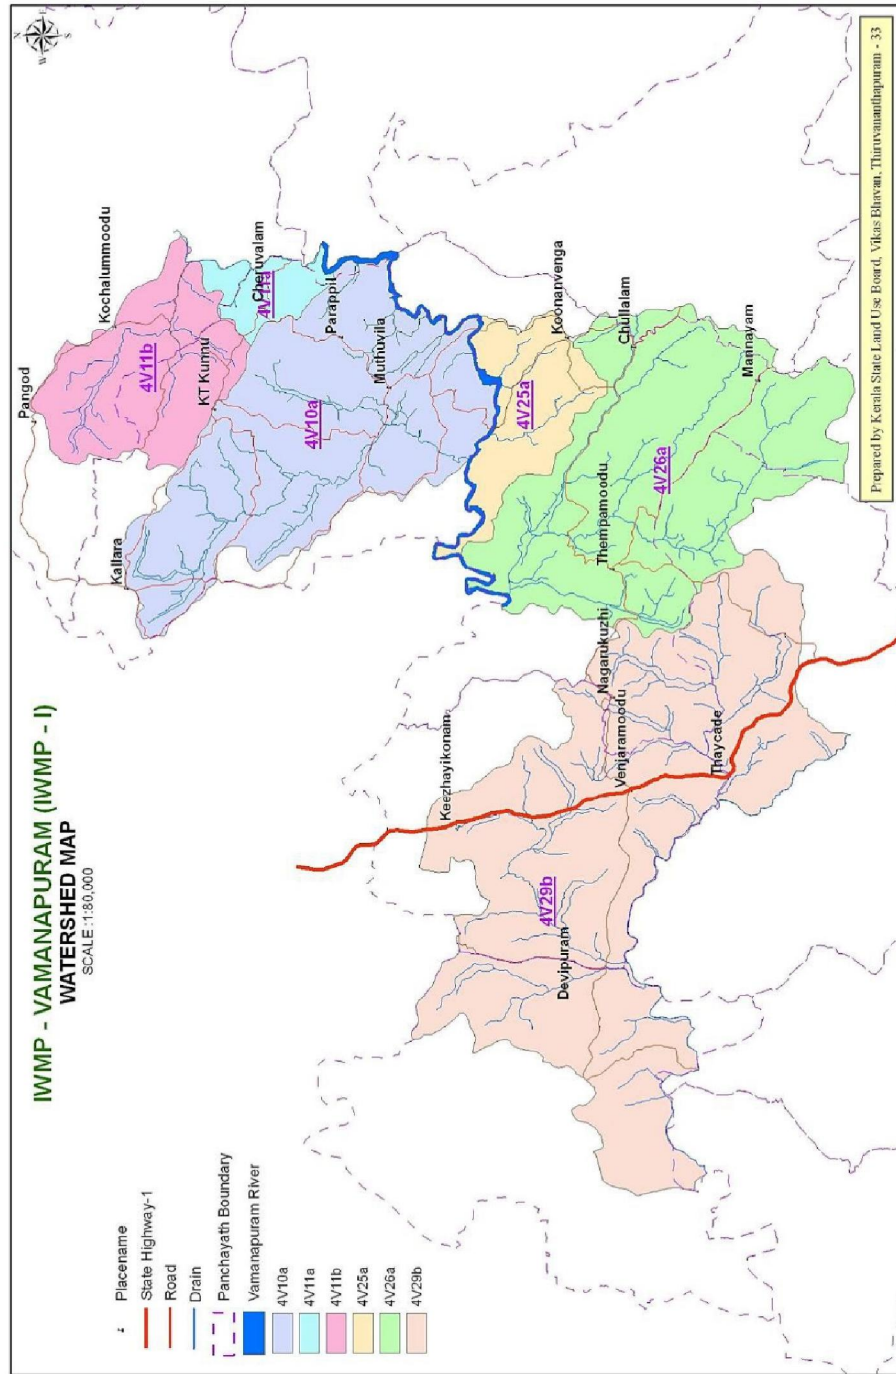 IWMP - VAMANAPURAM (IWMP - I)
WATERSHED MAP
SCALE :1:80,000
N
W
E
S
Pangod
Kochalummoodu
4V11b
KT Kunnu
Cheruvalam
4V11a
Kallara
4V10a
Parappil
Muthuvila
Koonanvenga
4V25a
Chullalam
Thempamoodu
4V26a
Mannayam
Nagarukuzhi
Keezhayikonam
Venjaramoodu
Thaycade
4V29b
Devipuram
Placename
State Highway-1
Road
Drain
Panchayath Boundary
Vamanapuram River
4V10a
4V11a
4V11b
4V25a
4V26a
4V29b
Prepared by Kerala State Land Use Board, Vikas Bhavan, Thiruvananthapuram - 33